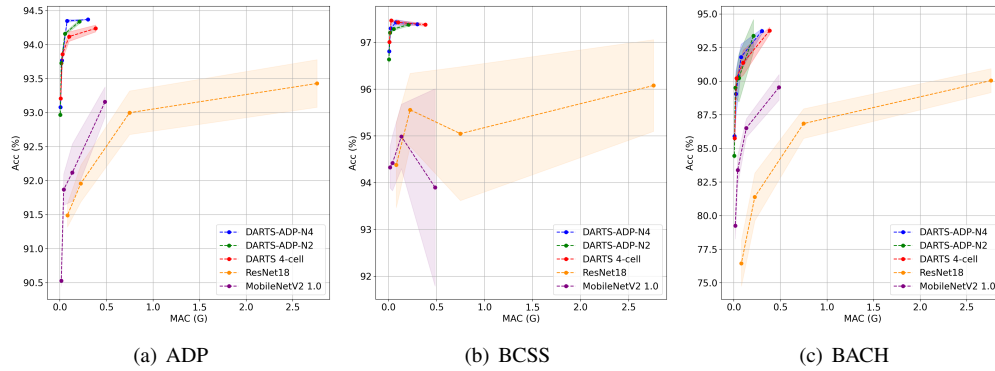 94.5
94.0
93.5
93.0
92.5
92.0
91.5
91.0
90.5
Acc (%)
0.0 0.5 1.0 1.5 2.0 2.5
MAC (G)
DARTS-ADP-N4
DARTS-ADP-N2
DARTS 4-cell
ResNet18
MobileNetV2 1.0
(a) ADP
97
96
95
94
93
92
Acc (%)
0.0 0.5 1.0 1.5 2.0 2.5
MAC (G)
DARTS-ADP-N4
DARTS-ADP-N2
DARTS 4-cell
ResNet18
MobileNetV2 1.0
(b) BCSS
95.0
92.5
90.0
87.5
85.0
82.5
80.0
77.5
75.0
Acc (%)
0.0 0.5 1.0 1.5 2.0 2.5
MAC (G)
DARTS-ADP-N4
DARTS-ADP-N2
DARTS 4-cell
ResNet18
MobileNetV2 1.0
(c) BACH